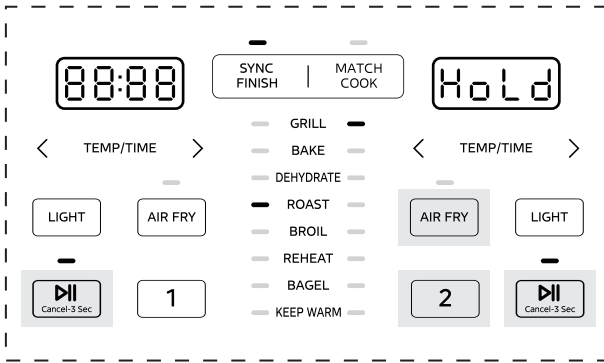 88:88
SYNC FINISH
MATCH COOK
HoLd
< TEMP/TIME >
< TEMP/TIME >
GRILL
BAKE
DEHYDRATE
ROAST
BROIL
REHEAT
BAGEL
KEEP WARM
LIGHT
AIR FRY
AIR FRY
LIGHT
Cancel-3 Sec
1
2
Cancel-3 Sec